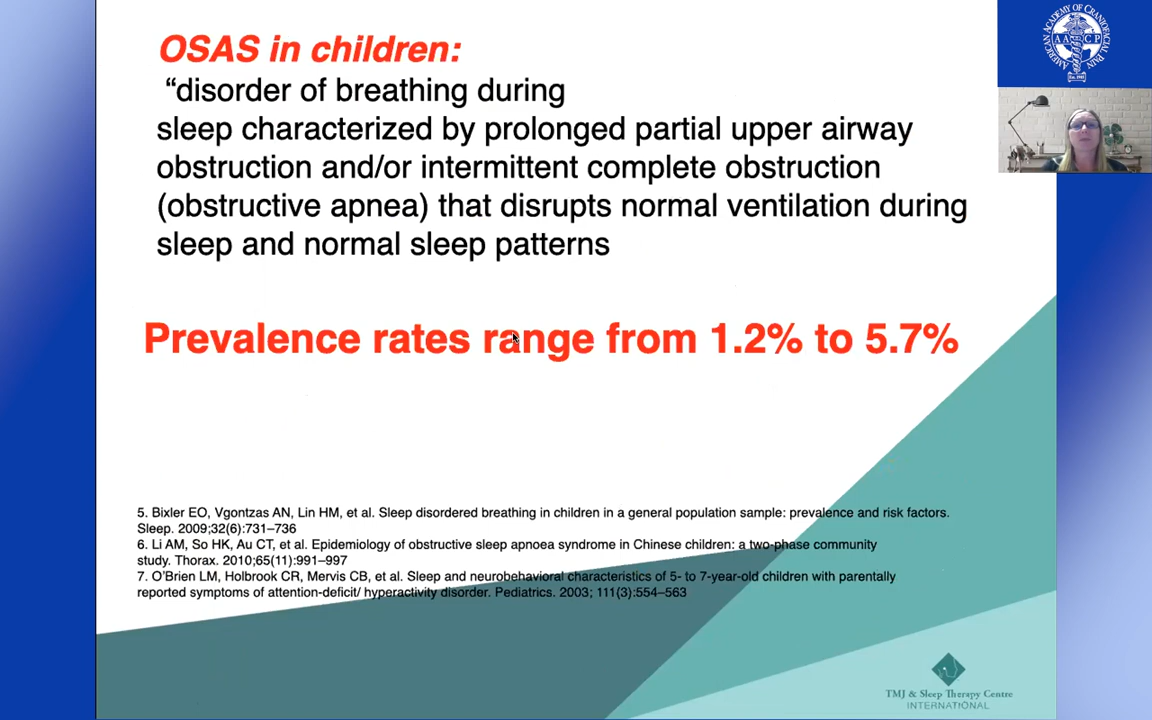 OSAS in children:
“disorder of breathing during
sleep characterized by prolonged partial upper airway
obstruction and/or intermittent complete obstruction
(obstructive apnea) that disrupts normal ventilation during
sleep and normal sleep patterns
Prevalence rates range from 1.2% to 5.7%
5. Bixler EO, Vgontzas AN, Lin HM, et al. Sleep disordered breathing in children in a general population sample: prevalence and risk factors.
Sleep. 2009;32(6):731–736
6. Li AM, So HK, Au CT, et al. Epidemiology of obstructive sleep apnoea syndrome in Chinese children: a two-phase community
study. Thorax. 2010;65(11):991–997
7. O’Brien LM, Holbrook CR, Mervis CB, et al. Sleep and neurobehavioral characteristics of 5- to 7-year-old children with parentally
reported symptoms of attention-deficit/ hyperactivity disorder. Pediatrics. 2003; 111(3):554–563
TMJ & Sleep Therapy Centre
INTERNATIONAL
AMERICAN ACADEMY OF CRANIOFACIAL PAIN
A A C P
Est. 1985